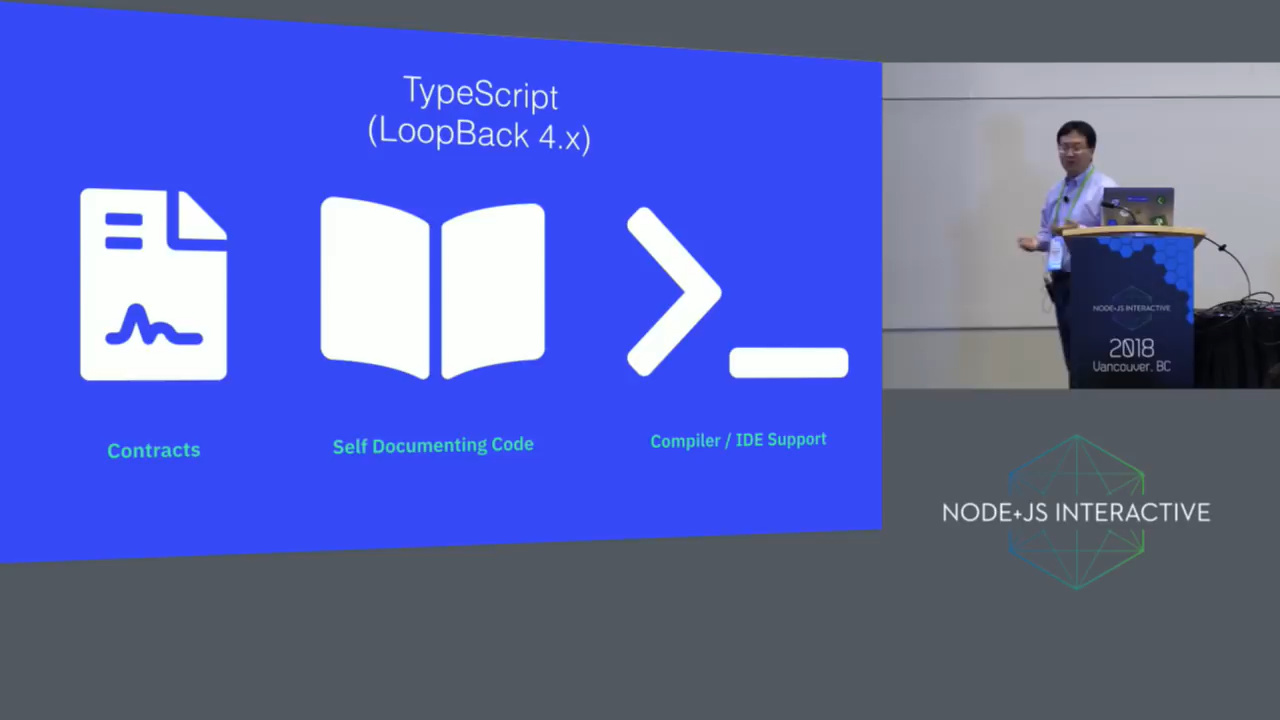 TypeScript
(LoopBack 4.x)
Contracts
Self Documenting Code
Compiler / IDE Support
NODE+JS INTERACTIVE
2018
Vancouver, BC
NODE+JS INTERACTIVE